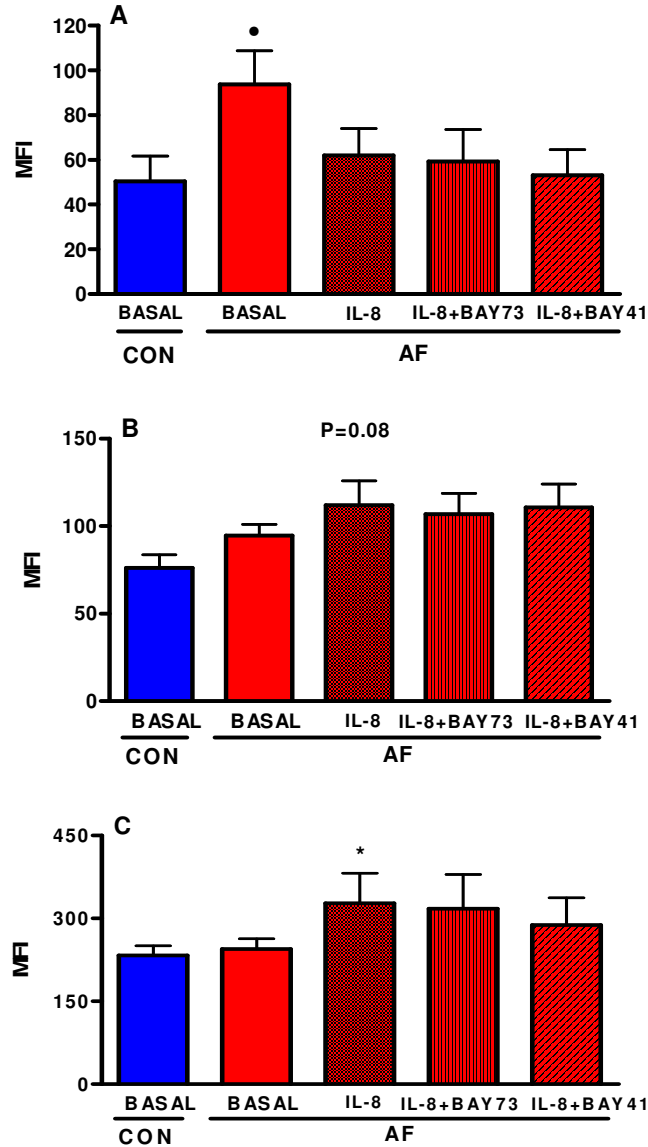 A
120
100
80
60
40
20
0
MFI
BASAL BASAL IL-8 IL-8+BAY73 IL-8+BAY41
CON AF
B P=0.08
150
100
50
0
MFI
BASAL BASAL IL-8 IL-8+BAY73 IL-8+BAY41
CON AF
C
*
450
300
150
0
MFI
BASAL BASAL IL-8 IL-8+BAY73 IL-8+BAY41
CON AF